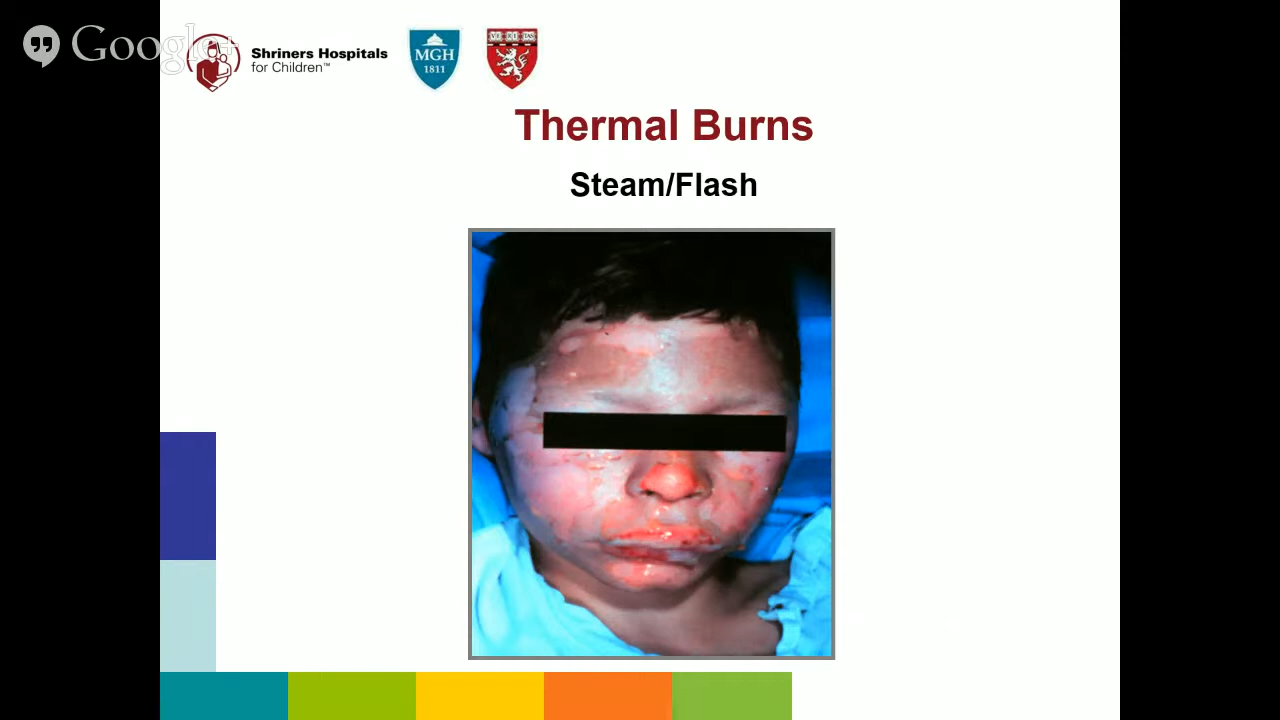 Google+
Shriners Hospitals
for Children™
MGH
1811
VE RI TAS
Thermal Burns
Steam/Flash